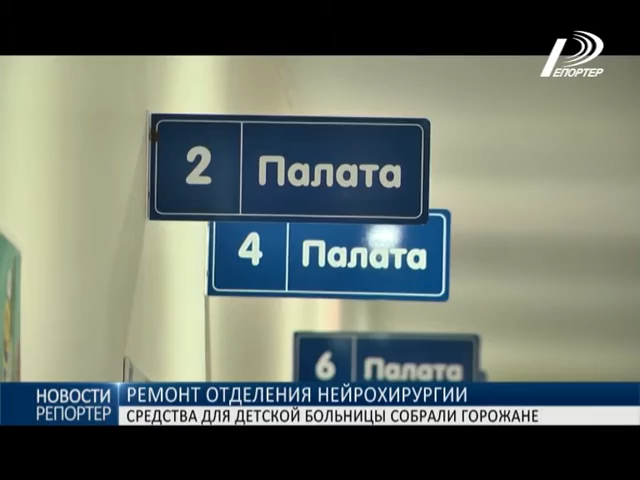 РЕПОРТЕР
2 Палата
4 Палата
6 Палата
НОВОСТИ
РЕПОРТЕР
РЕМОНТ ОТДЕЛЕНИЯ НЕЙРОХИРУРГИИ
СРЕДСТВА ДЛЯ ДЕТСКОЙ БОЛЬНИЦЫ СОБРАЛИ ГОРОЖАНЕ